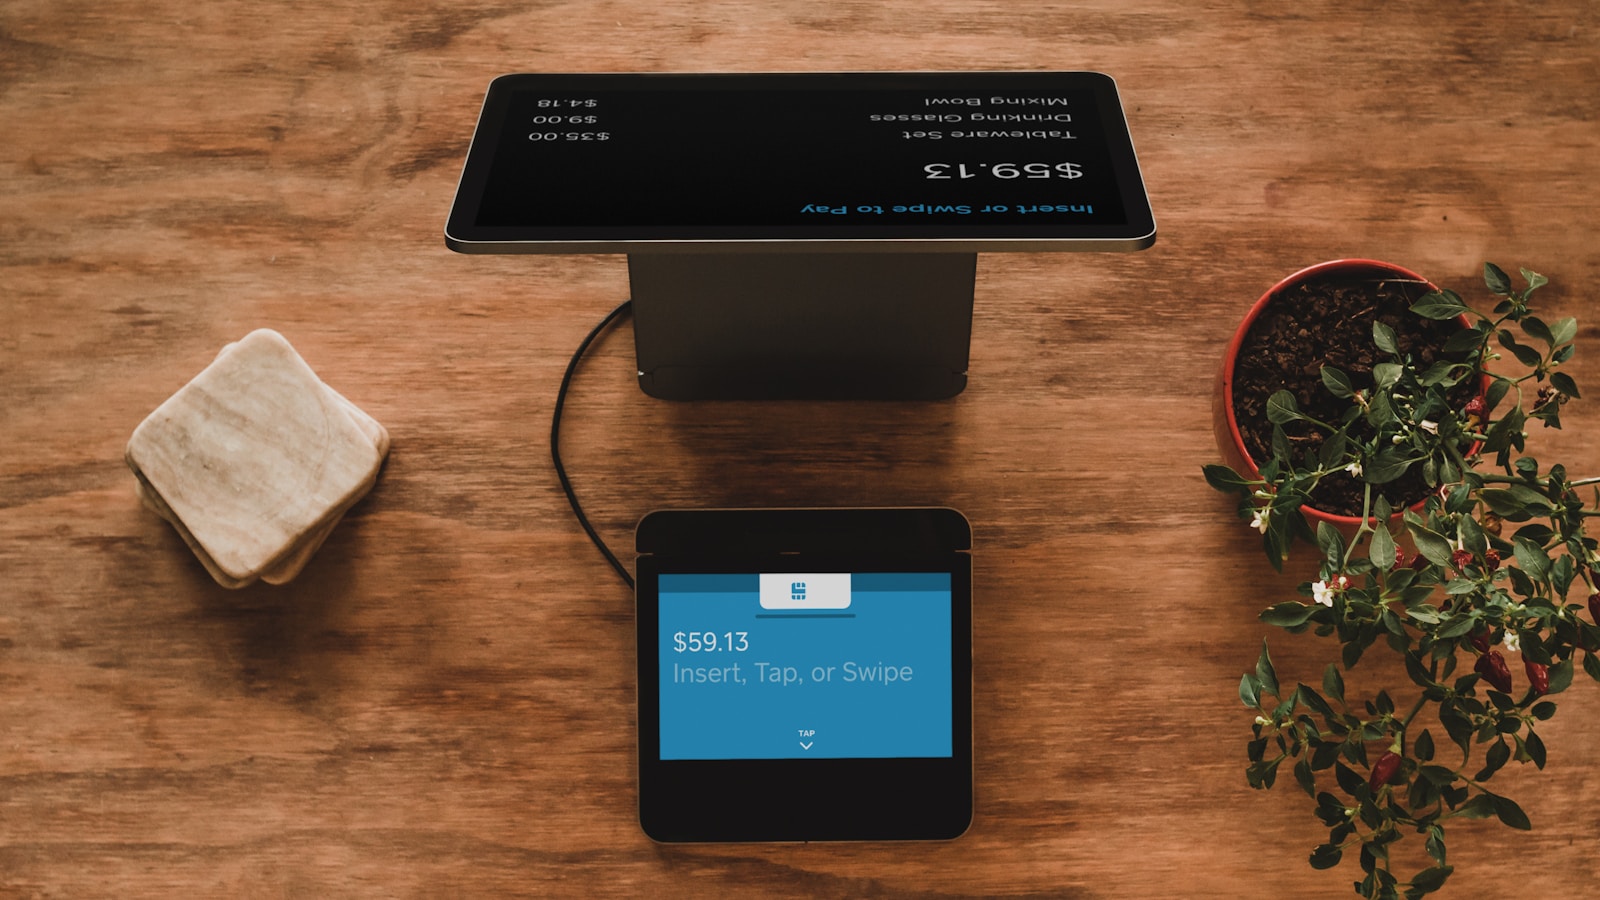 Insert or Swipe to Pay
$59.13
Tableware Set $35.00
Drinking Glasses $9.00
Mixing Bowl $4.18
$59.13
Insert, Tap, or Swipe
TAP